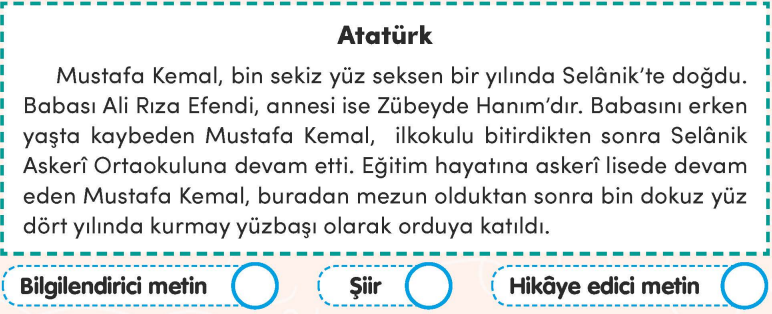 Atatürk
Mustafa Kemal, bin sekiz yüz seksen bir yılında Selânik’te doğdu.
Babası Ali Rıza Efendi, annesi ise Zübeyde Hanım’dır. Babasını erken
yaşta kaybeden Mustafa Kemal, ilkokulu bitirdikten sonra Selânik
Askerî Ortaokuluna devam etti. Eğitim hayatına askerî lisede devam
eden Mustafa Kemal, buradan mezun olduktan sonra bin dokuz yüz
dört yılında kurmay yüzbaşı olarak orduya katıldı.
Bilgilendirici metin Şiir Hikâye edici metin